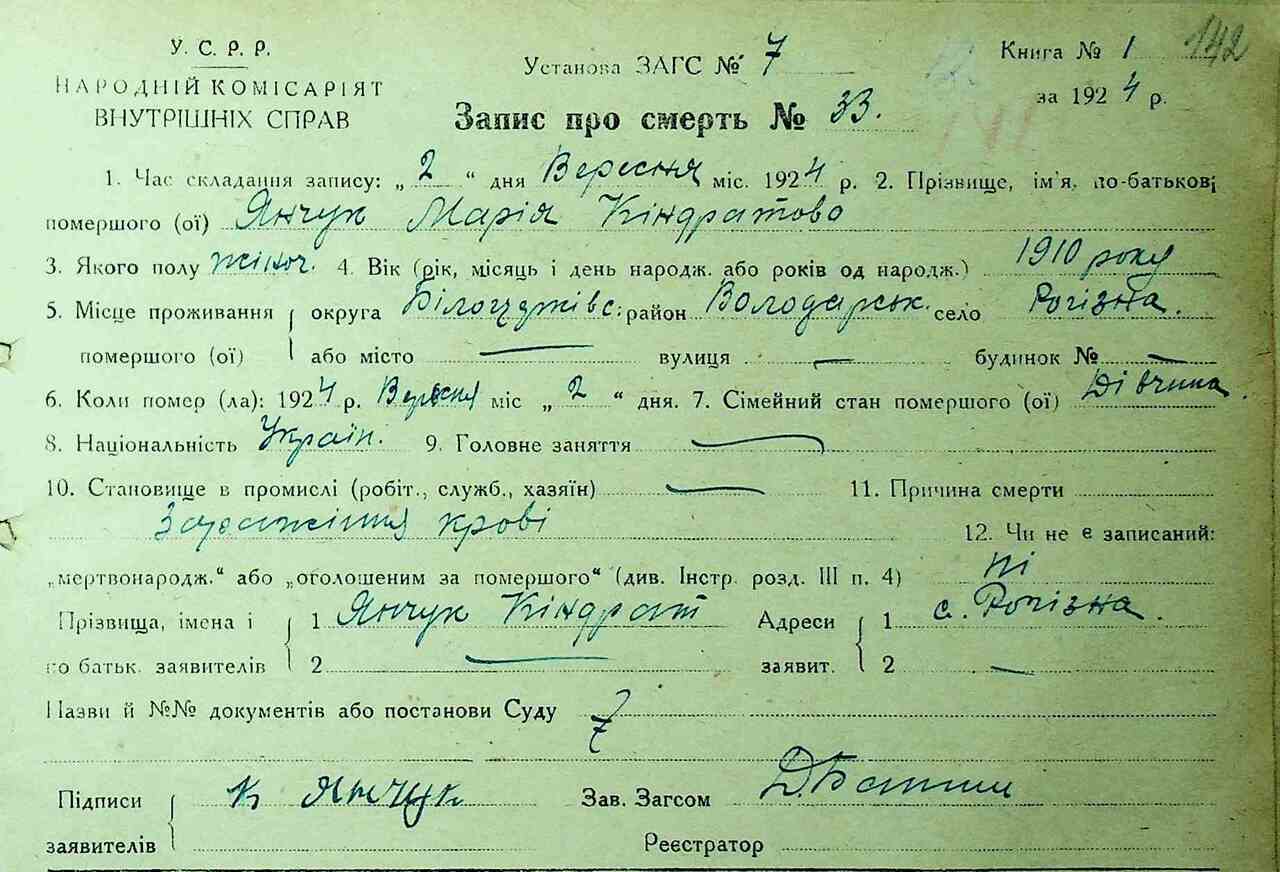 У. С. Р. Р.
НАРОДНІЙ КОМІСАРІЯТ
ВНУТРІШНІХ СПРАВ
Установа ЗАГС № 7
Книга № 1 142
за 1924 р.
Запис про смерть № 33.
1. Час складання запису: „2“ дня Вересня міс. 1924 р. 2. Прізвище, ім'я, по-батькові
помершого (ої) Янчук Марія Кіндратово
3. Якого полу жіноч. 4. Вік (рік, місяць і день народж. або років од народж.) 1910 року
5. Місце проживання округа Білоцерківс: район Володарськ. село Рогізна.
помершого (ої) або місто — вулиця — будинок № —
6. Коли помер (ла): 1924 р. Вересня міс „2“ дня. 7. Сімейний стан помершого (ої) Дівчина.
8. Національність Україн. 9. Головне заняття —
10. Становище в промислі (робіт., служб., хазяїн) — 11. Причина смерти
Зараженння крові 12. Чи не є записаний:
„мертвонародж.“ або „оголошеним за помершого“ (див. Інстр. розд. III п. 4) ні
Прізвища, імена і 1 Янчук Кіндрат Адреси 1 с. Рогізна.
по батьк. заявителів 2 — заявит. 2 —
Назви й №№ документів або постанови Суду
Підписи К Янчук Зав. Загсом
заявителів Реєстратор